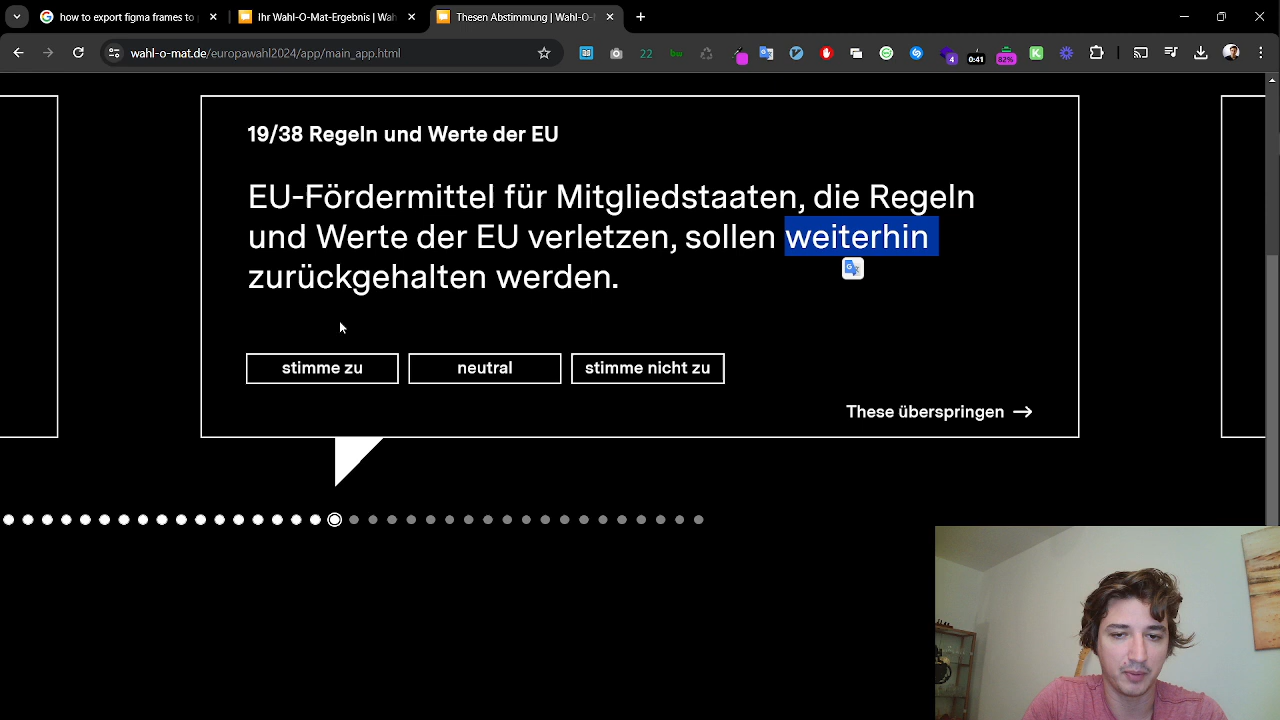 how to export figma frames to
Ihr Wahl-O-Mat-Ergebnis | Wah
Thesen Abstimmung | Wahl-O-
wahl-o-mat.de/europawahl2024/app/main_app.html
22
4
0:41
82%
19/38 Regeln und Werte der EU
EU-Fördermittel für Mitgliedstaaten, die Regeln
und Werte der EU verletzen, sollen weiterhin
zurückgehalten werden.
stimme zu
neutral
stimme nicht zu
These überspringen →